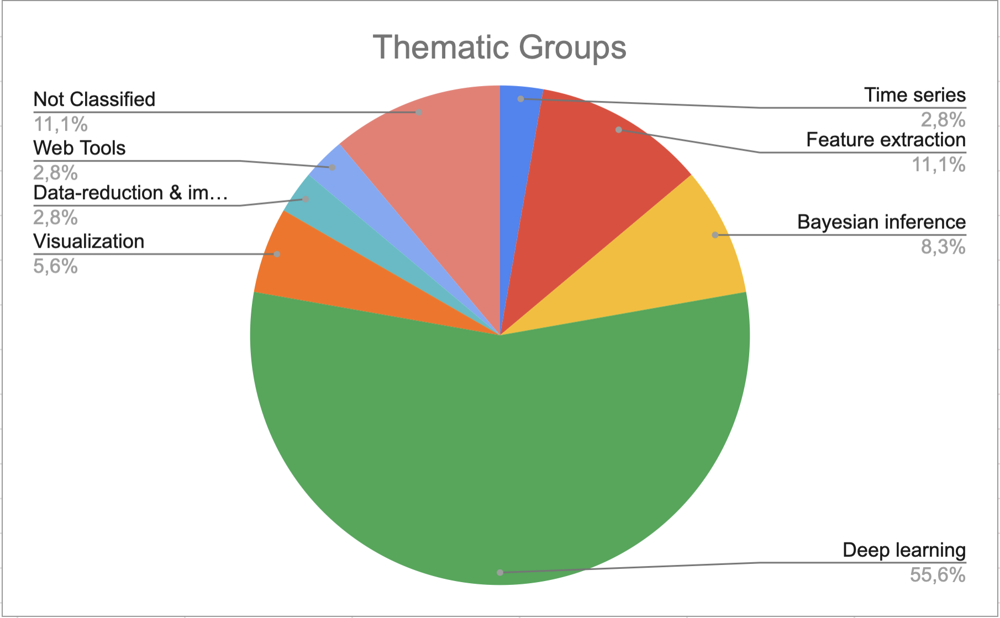 Thematic Groups
Not Classified
11,1%
Web Tools
2,8%
Data-reduction & im…
2,8%
Visualization
5,6%
Time series
2,8%
Feature extraction
11,1%
Bayesian inference
8,3%
Deep learning
55,6%